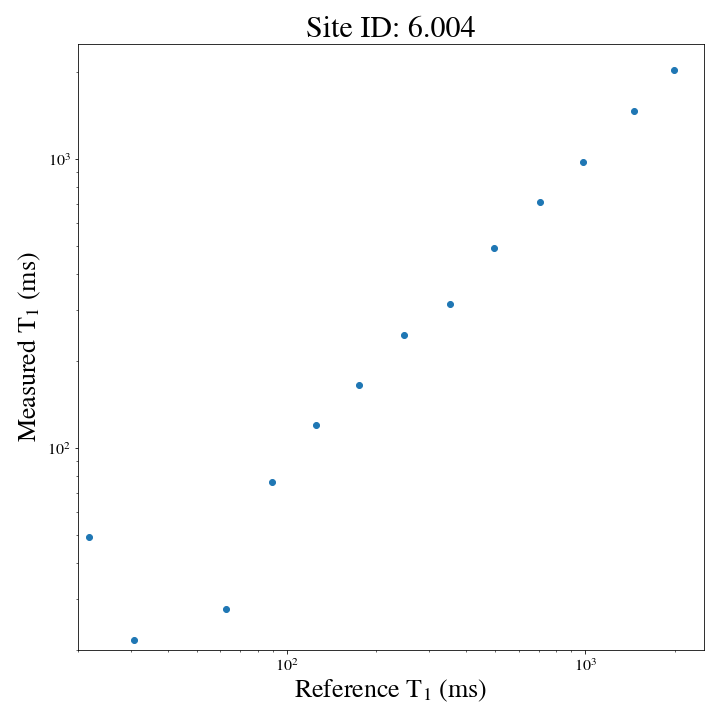 Site ID: 6.004
Measured T₁ (ms)
10³
10²
10² 10³
Reference T₁ (ms)